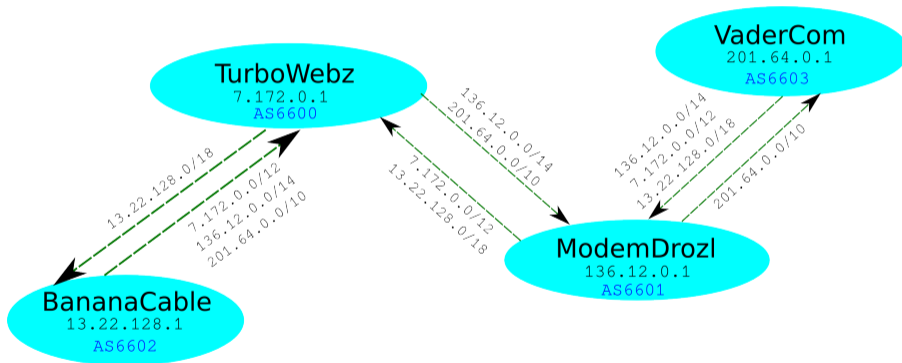 VaderCom
201.64.0.1
AS6603
TurboWebz
7.172.0.1
AS6600
136.12.0.0/14
201.64.0.0/10
136.12.0.0/14
7.172.0.0/12
13.22.128.0/18
201.64.0.0/10
13.22.128.0/18
7.172.0.0/12
136.12.0.0/14
201.64.0.0/10
7.172.0.0/12
13.22.128.0/18
ModemDrozl
136.12.0.1
AS6601
BananaCable
13.22.128.1
AS6602